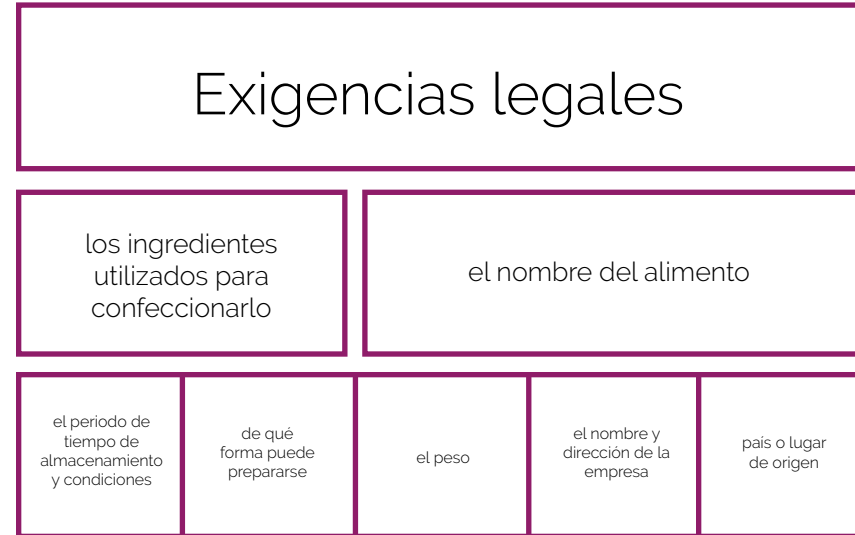 Exigencias legales
los ingredientes
utilizados para
confeccionarlo
el nombre del alimento
el periodo de
tiempo de
almacenamiento
y condiciones
de qué
forma puede
prepararse
el peso
el nombre y
dirección de la
empresa
país o lugar
de origen